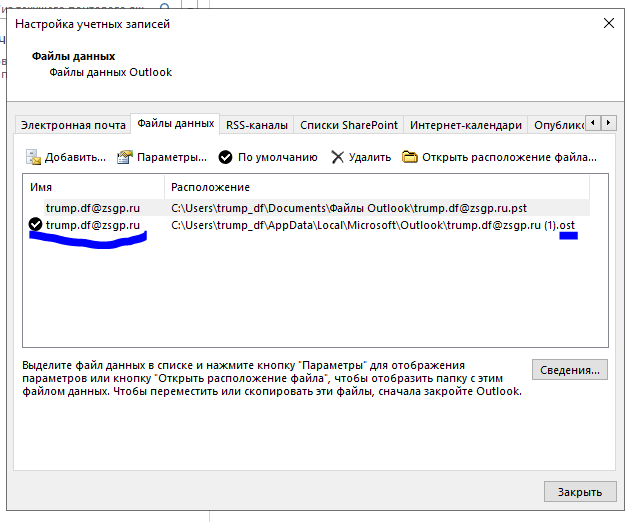 Настройка учетных записей
Файлы данных
Файлы данных Outlook
Электронная почта Файлы данных RSS-каналы Списки SharePoint Интернет-календари Опублико
Добавить... Параметры... По умолчанию Удалить Открыть расположение файла...
Имя Расположение
trump.df@zsgp.ru C:\Users\trump_df\Documents\Файлы Outlook\trump.df@zsgp.ru.pst
trump.df@zsgp.ru C:\Users\trump_df\AppData\Local\Microsoft\Outlook\trump.df@zsgp.ru (1).ost
Выделите файл данных в списке и нажмите кнопку "Параметры" для отображения
параметров или кнопку "Открыть расположение файла", чтобы отобразить папку с этим
файлом данных. Чтобы переместить или скопировать эти файлы, сначала закройте Outlook.
Сведения...
Закрыть